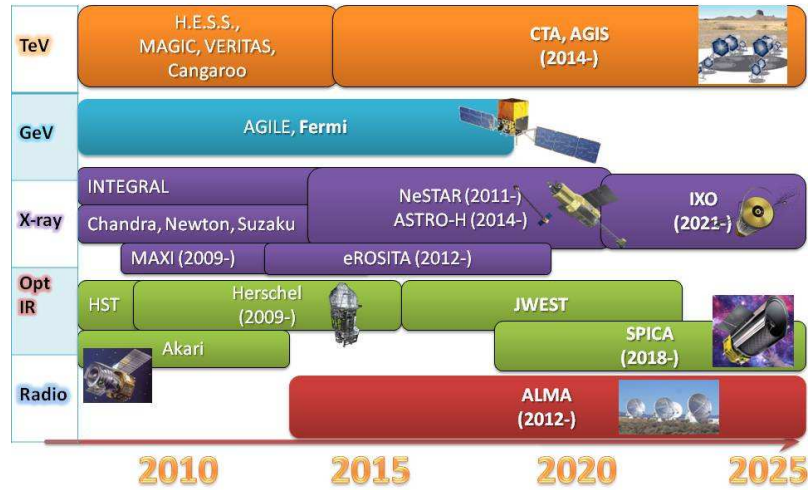 TeV
H.E.S.S.,
MAGIC, VERITAS,
Cangaroo
CTA, AGIS
(2014-)
GeV
AGILE, Fermi
X-ray
INTEGRAL
Chandra, Newton, Suzaku
NeSTAR (2011-)
ASTRO-H (2014-)
IXO
(2021-)
MAXI (2009-)
eROSITA (2012-)
Opt
IR
HST
Herschel
(2009-)
JWEST
Akari
SPICA
(2018-)
Radio
ALMA
(2012-)
2010
2015
2020
2025